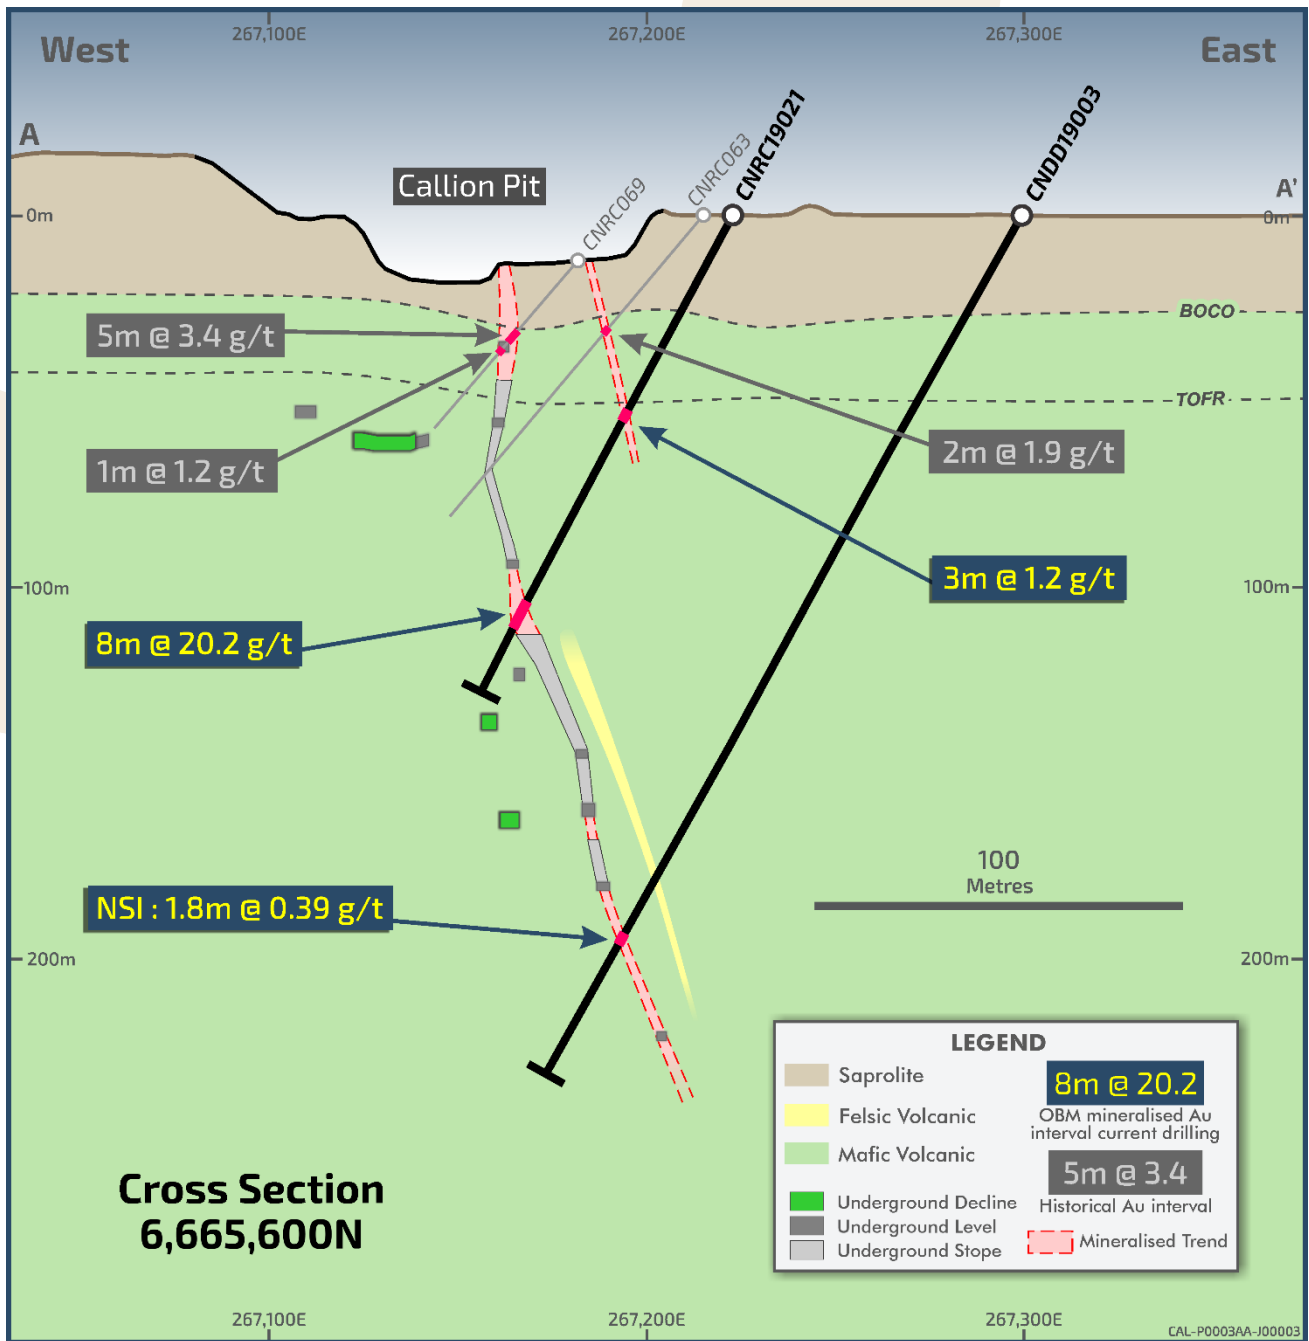 267,100E
267,200E
267,300E
West
East
A
A'
CNRC19021
CNDD19003
CNRC063
CNRC069
Callion Pit
0m
0m
BOCO
5m @ 3.4 g/t
TOFR
1m @ 1.2 g/t
2m @ 1.9 g/t
3m @ 1.2 g/t
100m
100m
8m @ 20.2 g/t
100
Metres
NSI : 1.8m @ 0.39 g/t
200m
200m
LEGEND
Saprolite
Felsic Volcanic
Mafic Volcanic
Underground Decline
Underground Level
Underground Stope
8m @ 20.2
OBM mineralised Au
interval current drilling
5m @ 3.4
Historical Au interval
Mineralised Trend
Cross Section
6,665,600N
267,100E
267,200E
267,300E
CAL-P0003AA-J00003